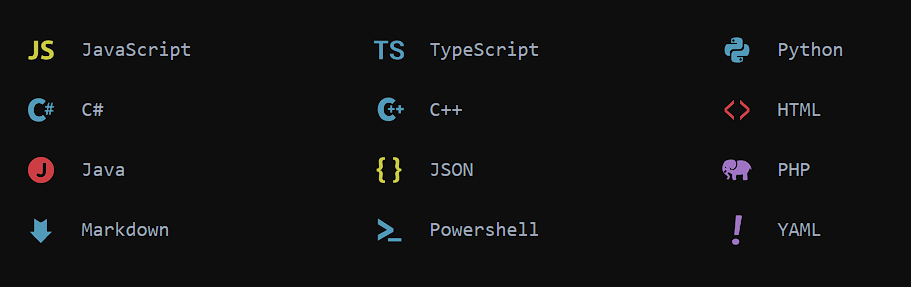 JS JavaScript TS TypeScript Python
C# C# C++ C++ HTML
J Java {} JSON PHP
Markdown Powershell ! YAML